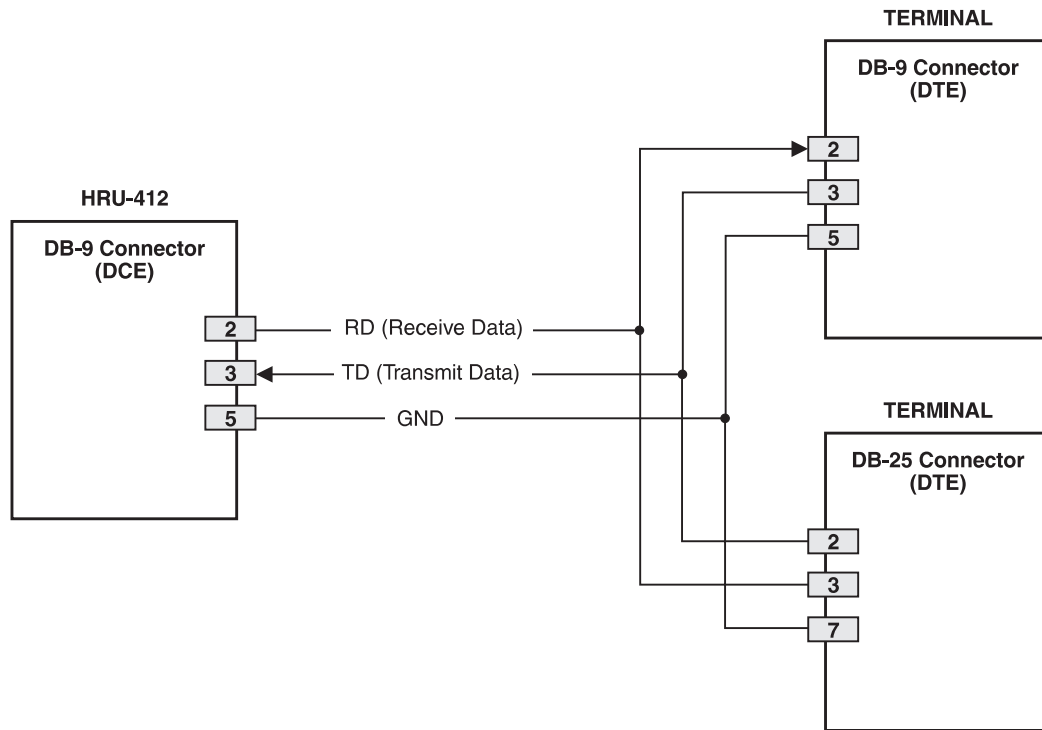 HRU-412
DB-9 Connector
(DCE)
2
3
5
RD (Receive Data)
TD (Transmit Data)
GND
TERMINAL
DB-9 Connector
(DTE)
2
3
5
TERMINAL
DB-25 Connector
(DTE)
2
3
7